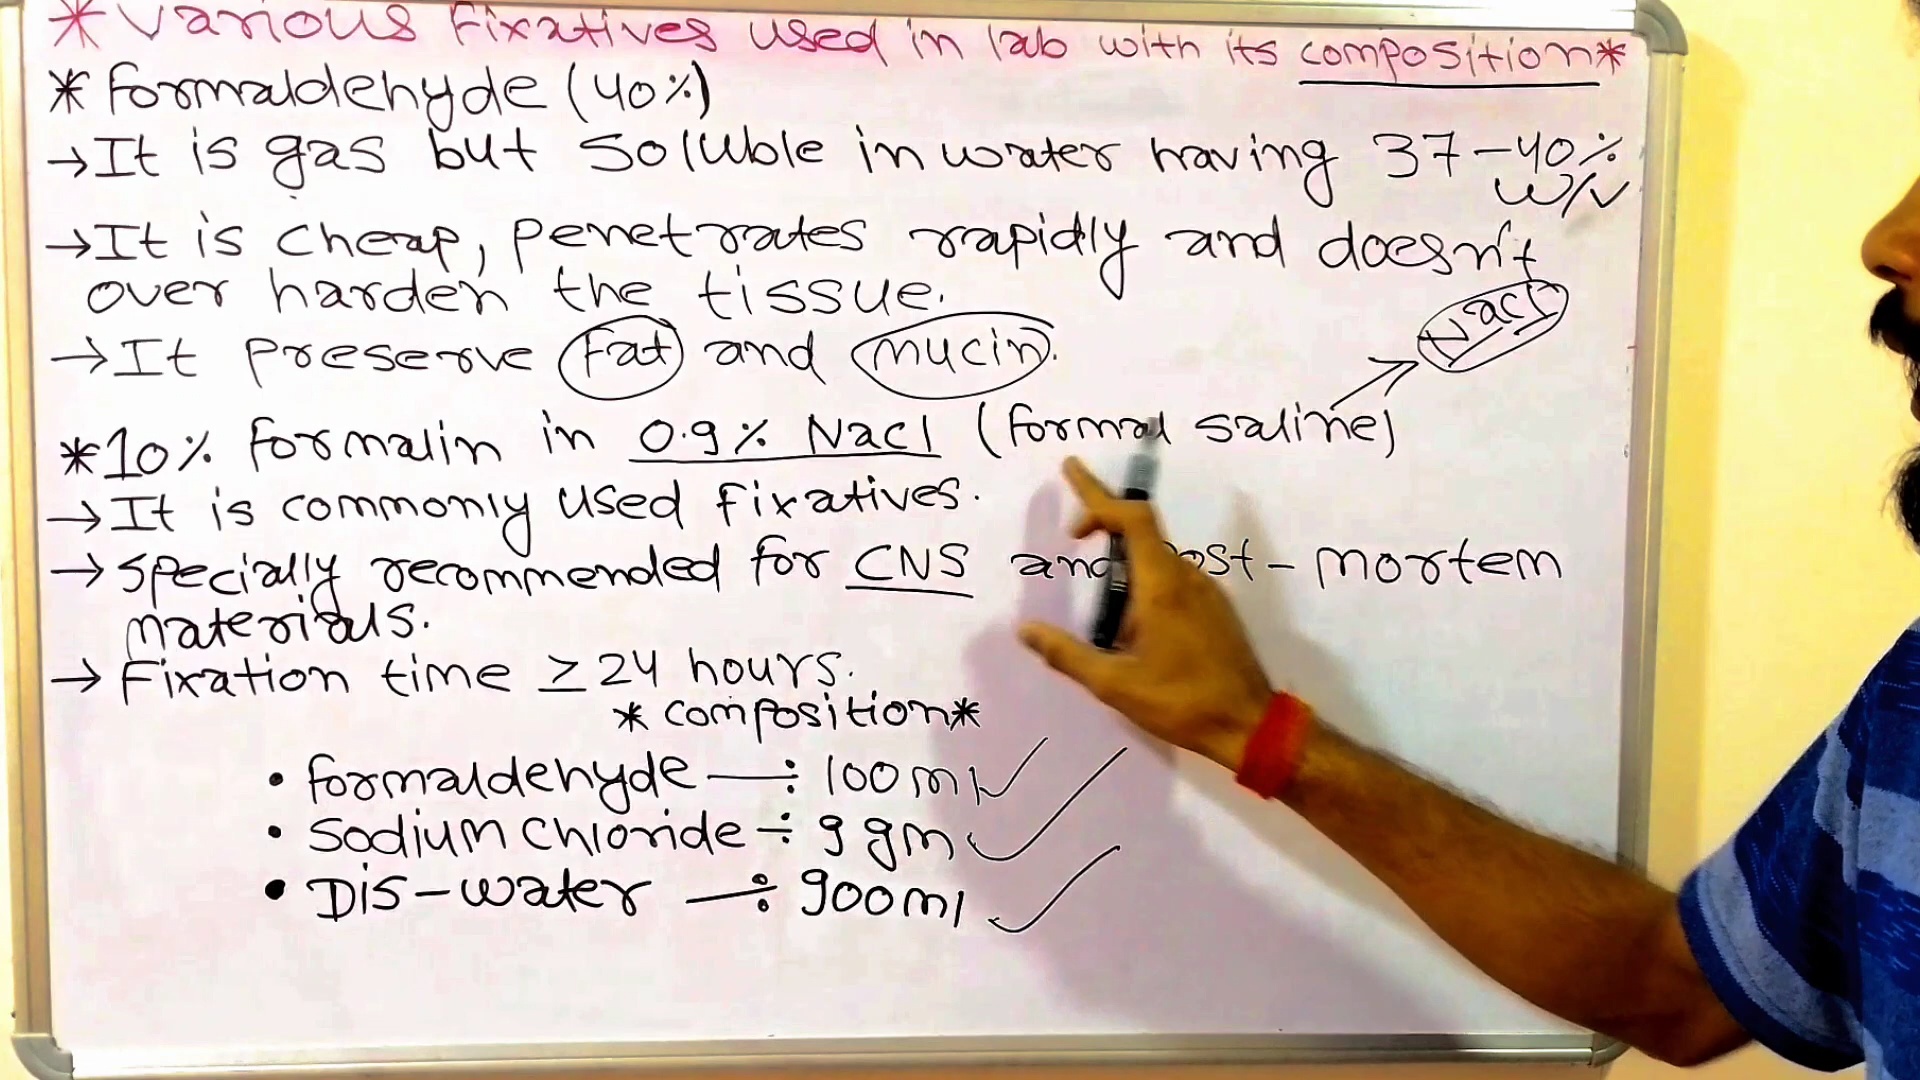 * Various Fixatives used in lab with its composition *
* Formaldehyde (40%)
→ It is gas but soluble in water having 37-40%
W/V
→ It is cheap, penetrates rapidly and doesn't
over harden the tissue.
→ It preserve Fat and mucin.
NaCl
* 10% formalin in 0.9% NaCl (formal saline)
→ It is commonly used fixatives.
→ Specially recommended for CNS and ost-mortem
materials.
→ Fixation time ≥ 24 hours.
* composition *
• formaldehyde —÷ 100ml ✓
• Sodium Chloride ÷ 9 gm ✓
• Dis-water —÷ 900ml ✓